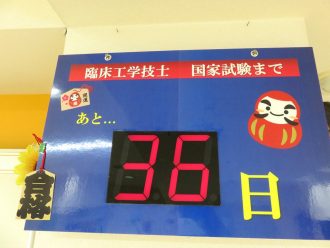 臨床工学技士 国家試験まで
あと...
36
日
合格